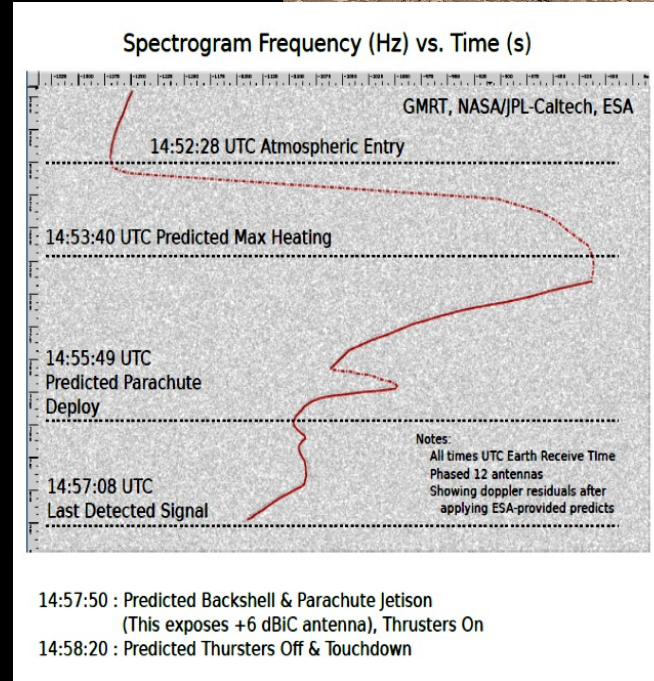 Spectrogram Frequency (Hz) vs. Time (s)
GMRT, NASA/JPL-Caltech, ESA
14:52:28 UTC Atmospheric Entry
14:53:40 UTC Predicted Max Heating
14:55:49 UTC
Predicted Parachute
Deploy
Notes:
All times UTC Earth Receive TIme
Phased 12 antennas
Showing doppler residuals after
applying ESA-provided predicts
14:57:08 UTC
Last Detected Signal
14:57:50 : Predicted Backshell & Parachute Jetison
(This exposes +6 dBiC antenna), Thrusters On
14:58:20 : Predicted Thursters Off & Touchdown